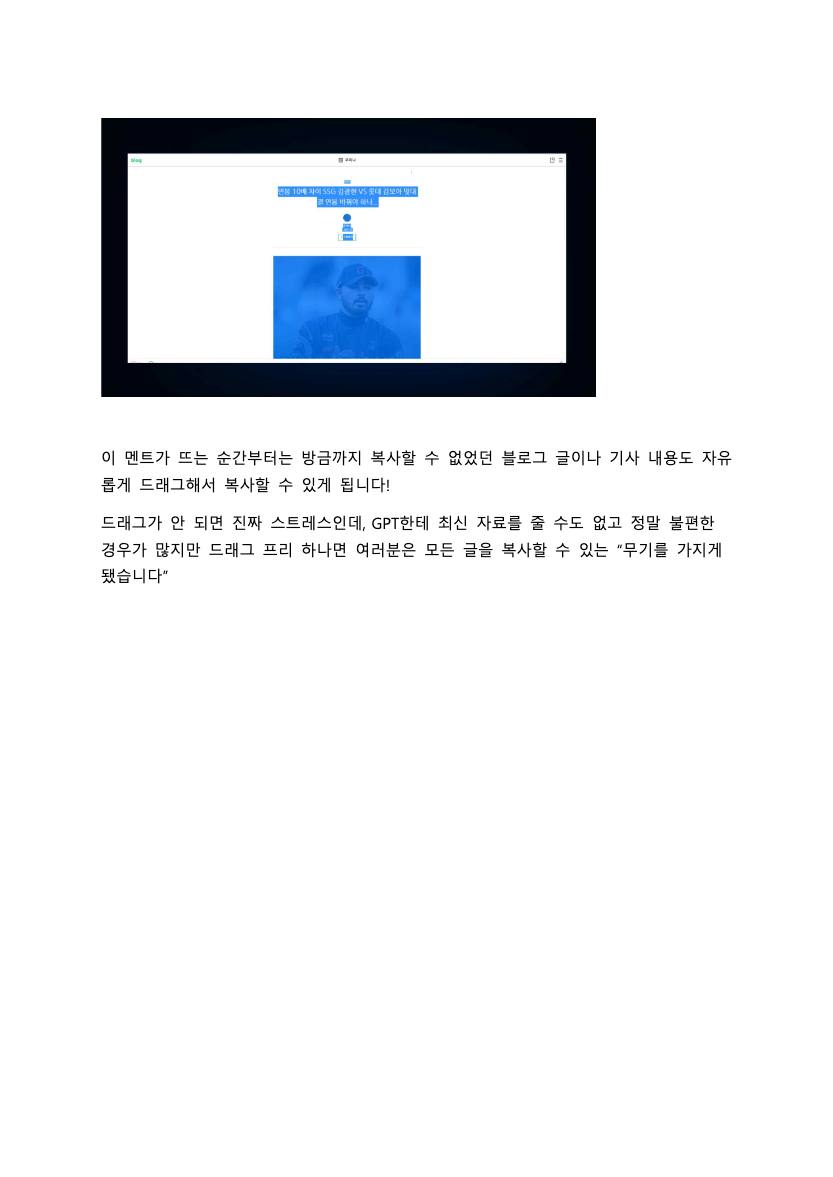 blog
연봉 10배 차이 SSG 김광현 VS 롯데 감보아 맞대
결 연봉 바꿔야 하나...
이 멘트가 뜨는 순간부터는 방금까지 복사할 수 없었던 블로그 글이나 기사 내용도 자유
롭게 드래그해서 복사할 수 있게 됩니다!
드래그가 안 되면 진짜 스트레스인데, GPT한테 최신 자료를 줄 수도 없고 정말 불편한
경우가 많지만 드래그 프리 하나면 여러분은 모든 글을 복사할 수 있는 “무기를 가지게
됐습니다”